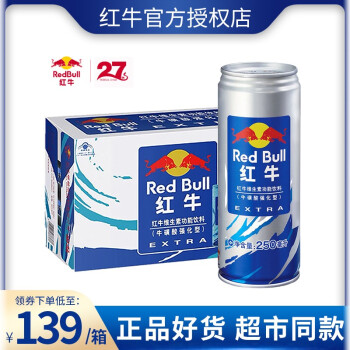 红牛官方授权店
Red Bull
红牛
27
Red Bull
红牛
红牛维生素功能饮料
(牛磺酸强化型)
EXTRA
Red Bull
红牛
红牛维生素功能饮料
(牛磺酸强化型)
EXTRA
净含量:250毫升
领券下单低至:
¥139/箱
正品好货 超市同款